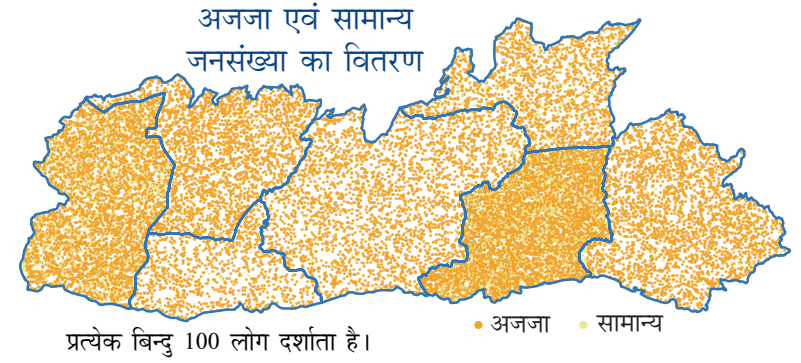 अजजा एवं सामान्य
जनसंख्या का वितरण
प्रत्येक बिन्दु 100 लोग दर्शाता है।
अजजा सामान्य